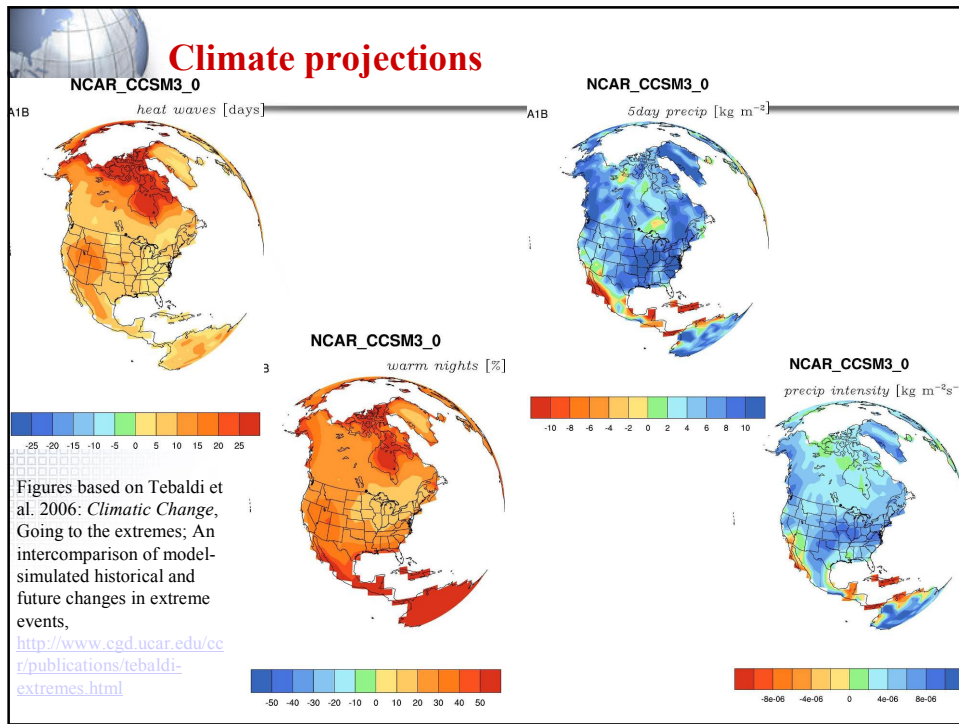 Climate projections
NCAR_CCSM3_0
A1B
heat waves [days]
-25 -20 -15 -10 -5 0 5 10 15 20 25
NCAR_CCSM3_0
A1B
5day precip [kg m⁻²]
-10 -8 -6 -4 -2 0 2 4 6 8 10
NCAR_CCSM3_0
warm nights [%]
-50 -40 -30 -20 -10 0 10 20 30 40 50
NCAR_CCSM3_0
precip intensity [kg m⁻²s⁻
-8e-06 -4e-06 0 4e-06 8e-06
Figures based on Tebaldi et
al. 2006: Climatic Change,
Going to the extremes; An
intercomparison of model-
simulated historical and
future changes in extreme
events,
http://www.cgd.ucar.edu/cc
r/publications/tebaldi-
extremes.html